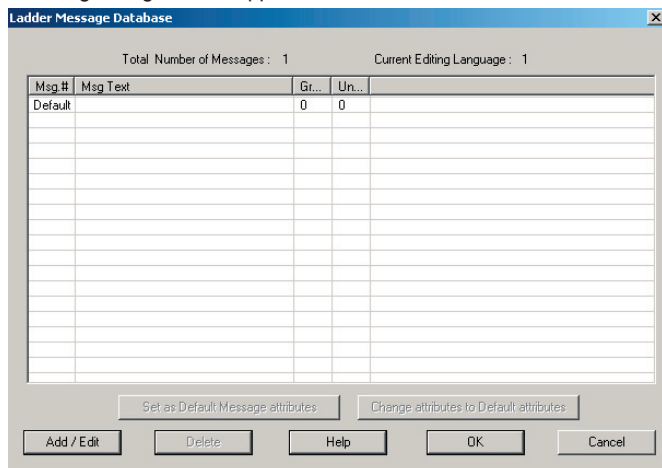 Ladder Message Database
Total Number of Messages : 1 Current Editing Language : 1
Msg.# Msg Text Gr... Un...
Default 0 0
Set as Default Message attributes Change attributes to Default attributes
Add / Edit Delete Help OK Cancel